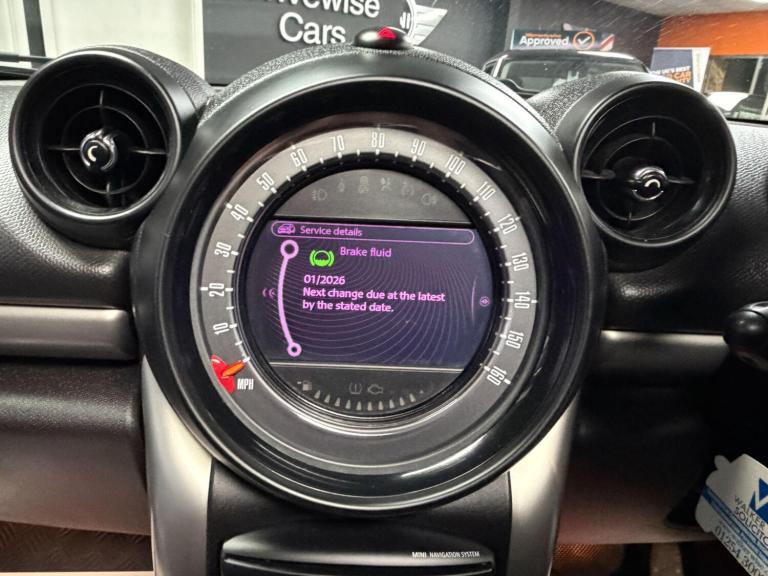 Drivewise
Cars
Approved
Service details
Brake fluid
01/2026
Next change due at the latest
by the stated date.
10
20
30
40
50
60
70
80
90
100
110
120
130
140
150
160
MPH
MINI NAVIGATION SYSTEM
WALKER